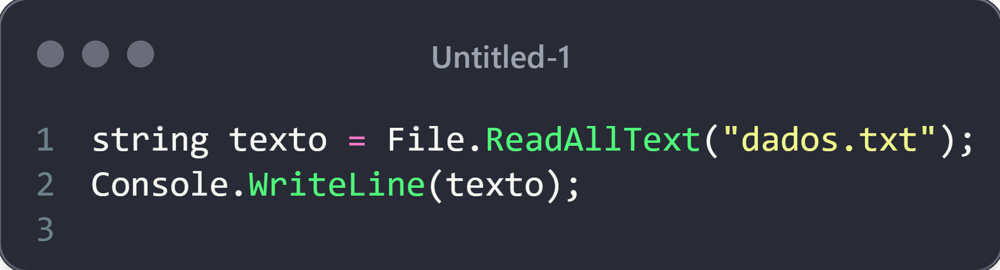 Untitled-1
1 string texto = File.ReadAllText("dados.txt");
2 Console.WriteLine(texto);
3